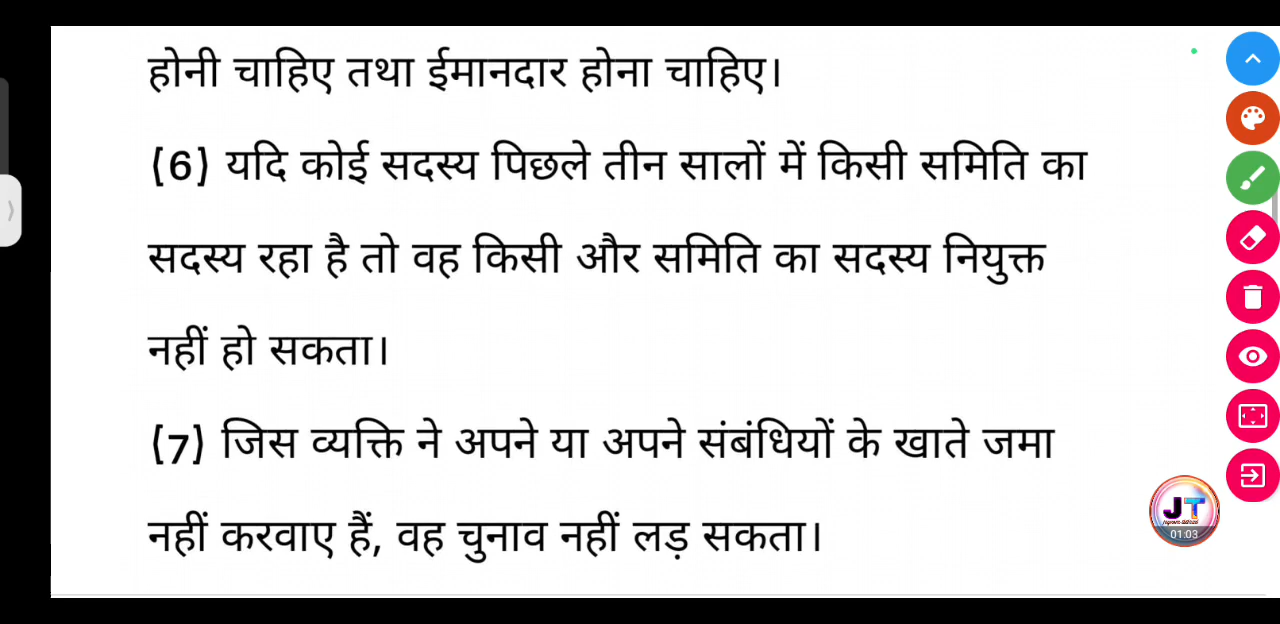 होनी चाहिए तथा ईमानदार होना चाहिए।
(6) यदि कोई सदस्य पिछले तीन सालों में किसी समिति का
सदस्य रहा है तो वह किसी और समिति का सदस्य नियुक्त
नहीं हो सकता।
(7) जिस व्यक्ति ने अपने या अपने संबंधियों के खाते जमा
नहीं करवाए हैं, वह चुनाव नहीं लड़ सकता।
JT
01:03